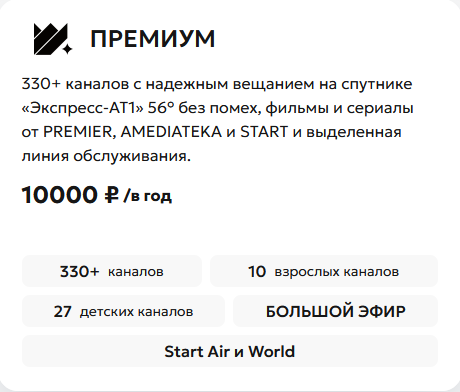 ПРЕМИУМ
330+ каналов с надежным вещанием на спутнике
«Экспресс-АТ1» 56° без помех, фильмы и сериалы
от PREMIER, AMEDIATEKA и START и выделенная
линия обслуживания.
10000 ₽ /в год
330+ каналов
10 взрослых каналов
27 детских каналов
БОЛЬШОЙ ЭФИР
Start Air и World